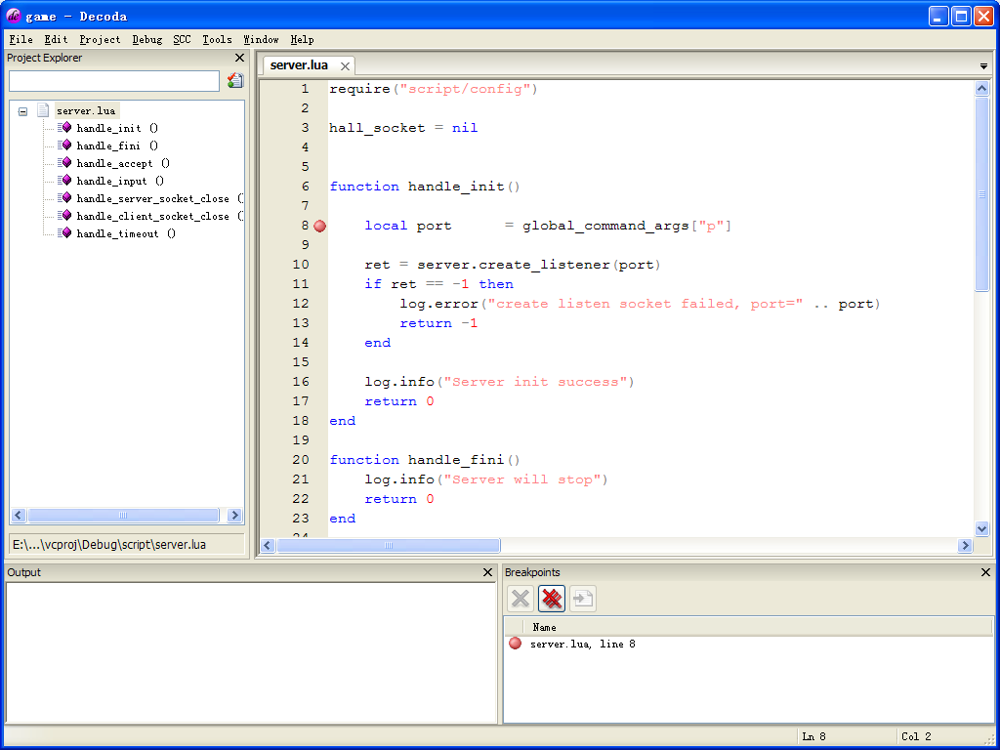 game - Decoda
File Edit Project Debug SCC Tools Window Help
Project Explorer
server.lua
handle_init ()
handle_fini ()
handle_accept ()
handle_input ()
handle_server_socket_close (
handle_client_socket_close (
handle_timeout ()
E:\...\vcproj\Debug\script\server.lua
server.lua
1 require("script/config")
2
3 hall_socket = nil
4
5
6 function handle_init()
7
8     local port      = global_command_args["p"]
9
10     ret = server.create_listener(port)
11     if ret == -1 then
12         log.error("create listen socket failed, port=" .. port)
13         return -1
14     end
15
16     log.info("Server init success")
17     return 0
18 end
19
20 function handle_fini()
21     log.info("Server will stop")
22     return 0
23 end
24
Output
Breakpoints
Name
server.lua, line 8
Ln 8 Col 2